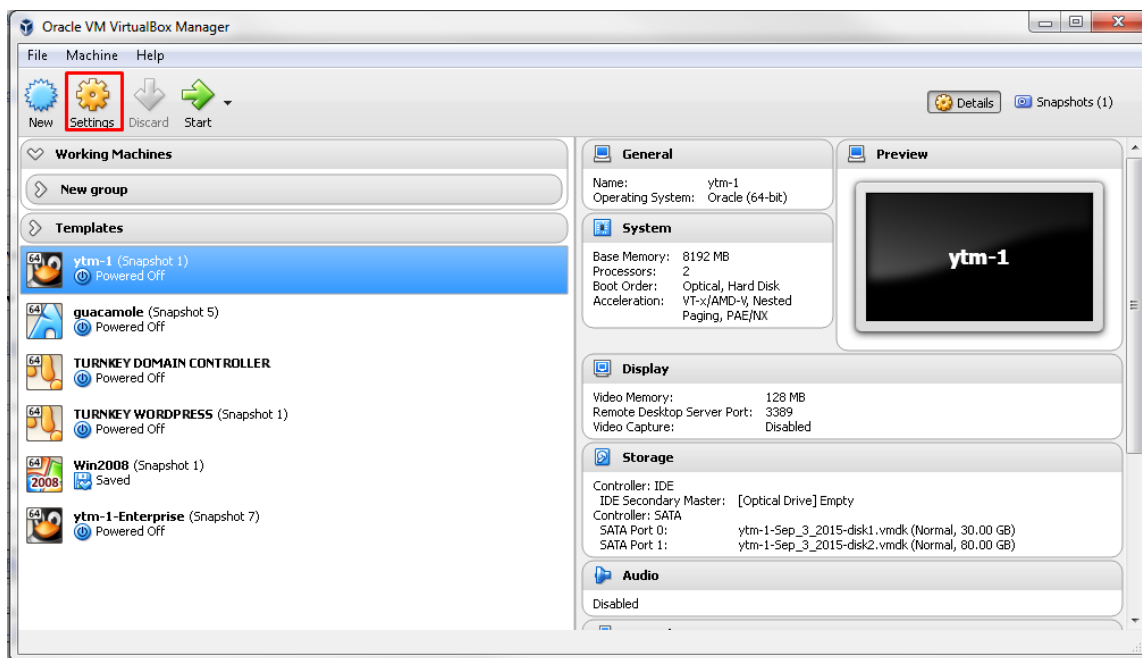 Oracle VM VirtualBox Manager
File Machine Help
New Settings Discard Start
Details Snapshots (1)
Working Machines
New group
Templates
64 ytm-1 (Snapshot 1)
Powered Off
64 guacamole (Snapshot 5)
Powered Off
64 TURNKEY DOMAIN CONTROLLER
Powered Off
64 TURNKEY WORDPRESS (Snapshot 1)
Powered Off
64 Win2008 (Snapshot 1)
2008 Saved
64 ytm-1-Enterprise (Snapshot 7)
Powered Off
General
Name: ytm-1
Operating System: Oracle (64-bit)
Preview
ytm-1
System
Base Memory: 8192 MB
Processors: 2
Boot Order: Optical, Hard Disk
Acceleration: VT-x/AMD-V, Nested
Paging, PAE/NX
Display
Video Memory: 128 MB
Remote Desktop Server Port: 3389
Video Capture: Disabled
Storage
Controller: IDE
IDE Secondary Master: [Optical Drive] Empty
Controller: SATA
SATA Port 0: ytm-1-Sep_3_2015-disk1.vmdk (Normal, 30.00 GB)
SATA Port 1: ytm-1-Sep_3_2015-disk2.vmdk (Normal, 80.00 GB)
Audio
Disabled